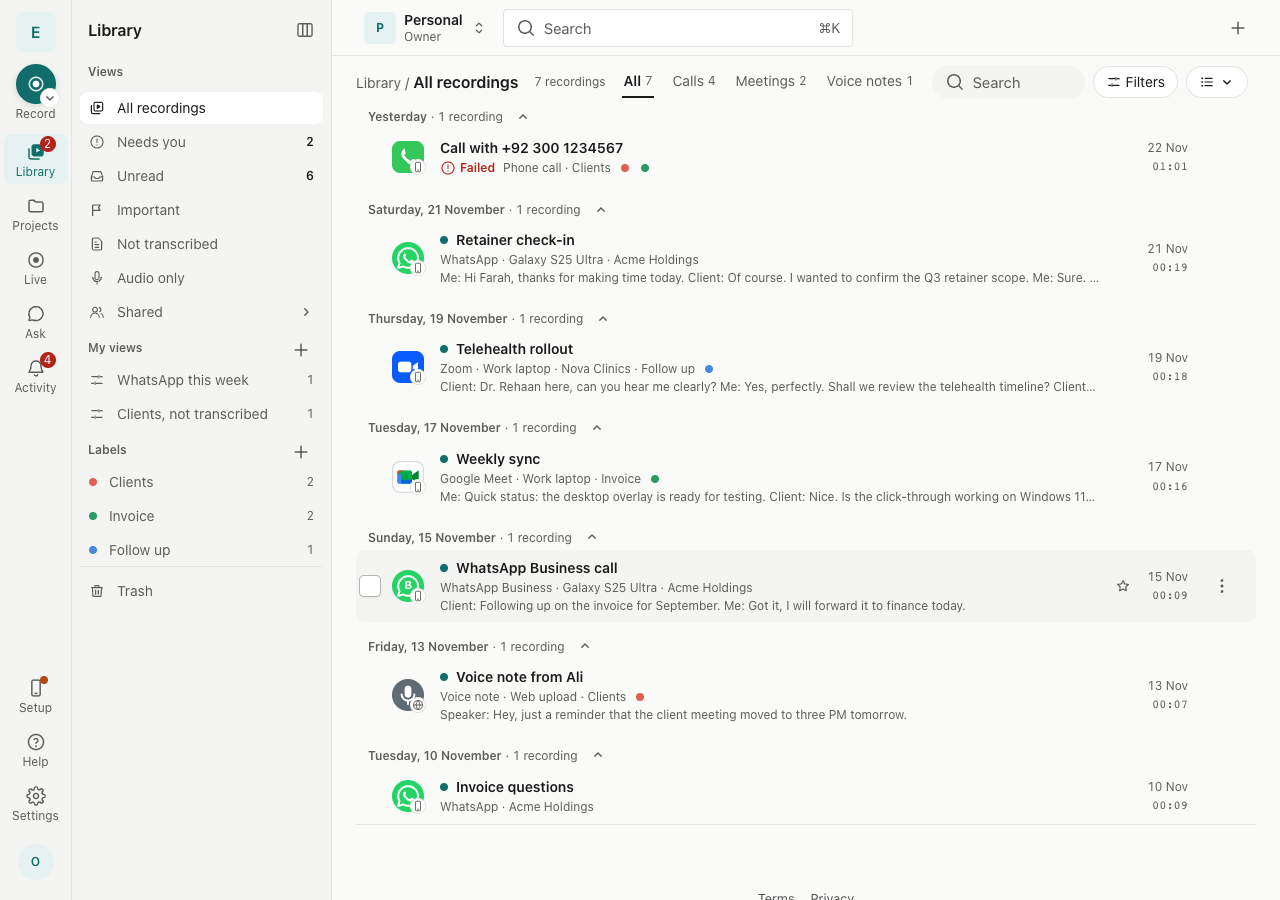 E
Record
2
Library
Projects
Live
Ask
4
Activity
Setup
Help
Settings
O
Library
Views
All recordings
Needs you 2
Unread 6
Important
Not transcribed
Audio only
Shared
My views
WhatsApp this week 1
Clients, not transcribed 1
Labels
Clients 2
Invoice 2
Follow up 1
Trash
P
Personal
Owner
Search ⌘K
Library / All recordings 7 recordings All 7 Calls 4 Meetings 2 Voice notes 1 Search Filters
Yesterday · 1 recording
Call with +92 300 1234567 22 Nov
Failed Phone call · Clients 01:01
Saturday, 21 November · 1 recording
Retainer check-in 21 Nov
WhatsApp · Galaxy S25 Ultra · Acme Holdings 00:19
Me: Hi Farah, thanks for making time today. Client: Of course. I wanted to confirm the Q3 retainer scope. Me: Sure. ...
Thursday, 19 November · 1 recording
Telehealth rollout 19 Nov
Zoom · Work laptop · Nova Clinics · Follow up 00:18
Client: Dr. Rehaan here, can you hear me clearly? Me: Yes, perfectly. Shall we review the telehealth timeline? Client...
Tuesday, 17 November · 1 recording
Weekly sync 17 Nov
Google Meet · Work laptop · Invoice 00:16
Me: Quick status: the desktop overlay is ready for testing. Client: Nice. Is the click-through working on Windows 11...
Sunday, 15 November · 1 recording
B
WhatsApp Business call 15 Nov
WhatsApp Business · Galaxy S25 Ultra · Acme Holdings 00:09
Client: Following up on the invoice for September. Me: Got it, I will forward it to finance today.
Friday, 13 November · 1 recording
Voice note from Ali 13 Nov
Voice note · Web upload · Clients 00:07
Speaker: Hey, just a reminder that the client meeting moved to three PM tomorrow.
Tuesday, 10 November · 1 recording
Invoice questions 10 Nov
WhatsApp · Acme Holdings 00:09
Terms Privacy